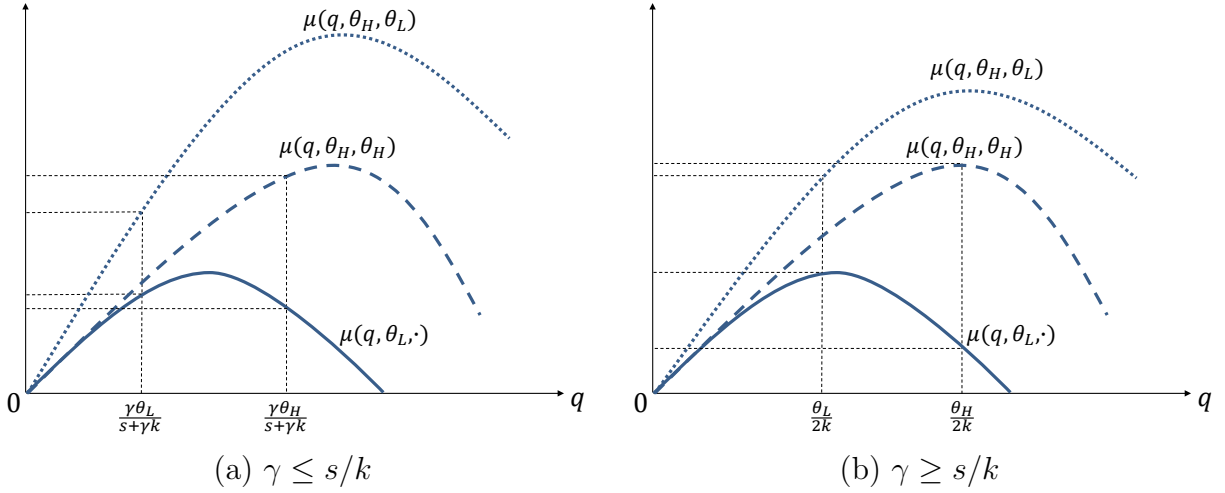 μ(q, θ_H, θ_L)
μ(q, θ_H, θ_H)
μ(q, θ_L,·)
0
γθ_L / s+γk
γθ_H / s+γk
q
(a) γ ≤ s/k
μ(q, θ_H, θ_L)
μ(q, θ_H, θ_H)
μ(q, θ_L,·)
0
θ_L / 2k
θ_H / 2k
q
(b) γ ≥ s/k